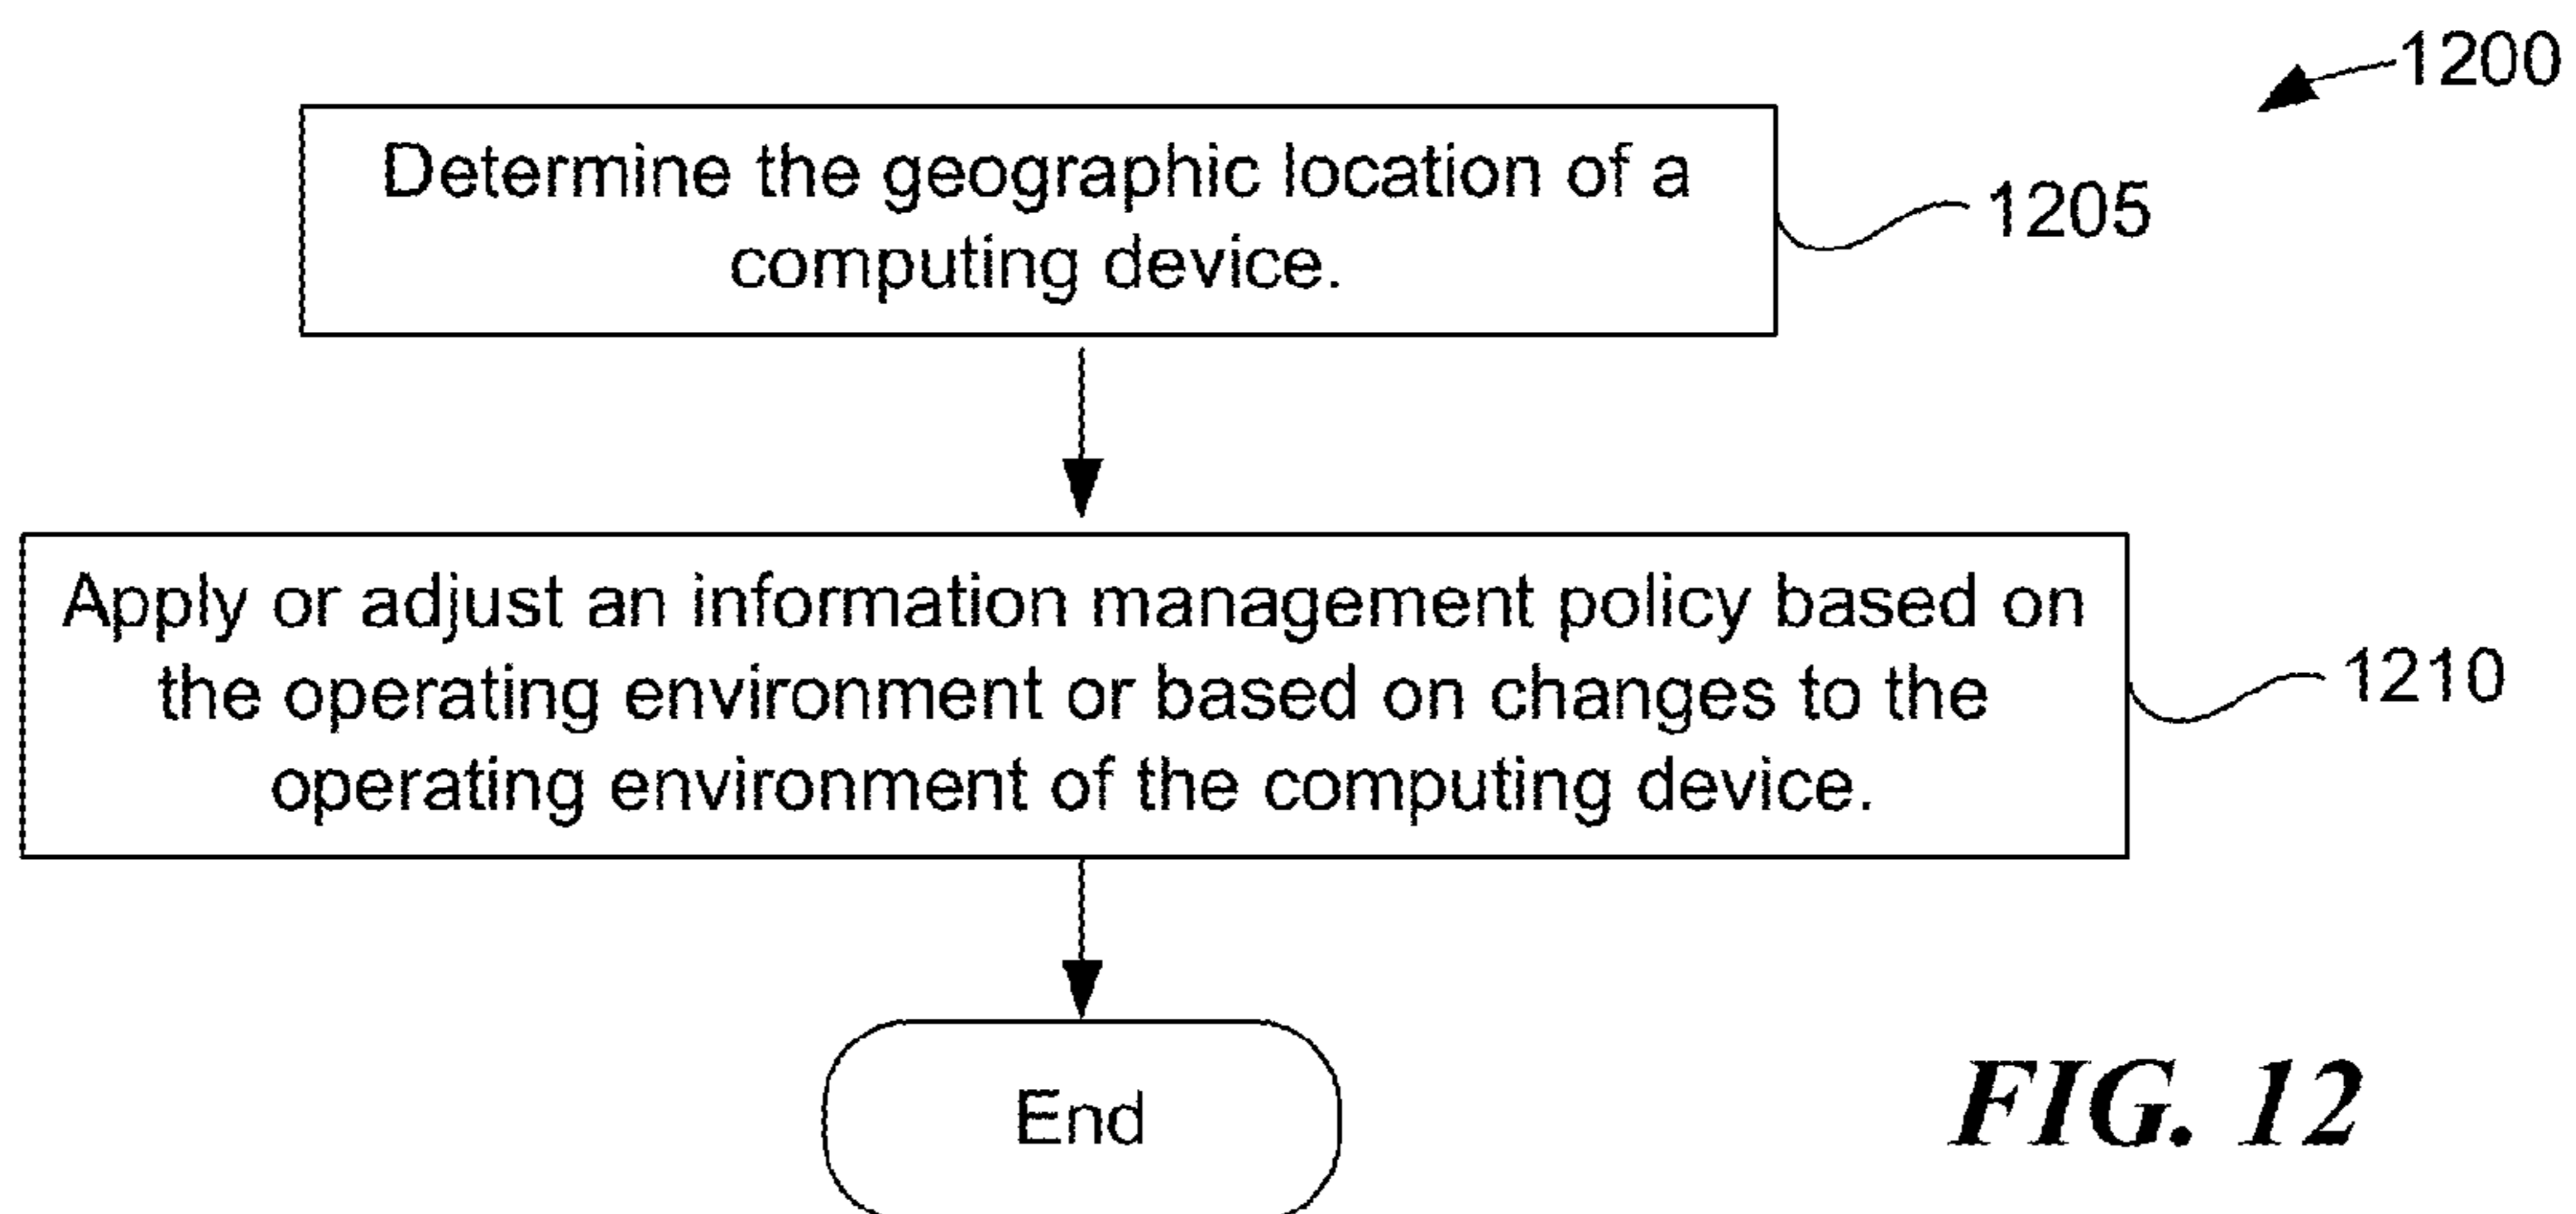 1200
Determine the geographic location of a
computing device.
1205
Apply or adjust an information management policy based on
the operating environment or based on changes to the
operating environment of the computing device.
1210
End
FIG. 12